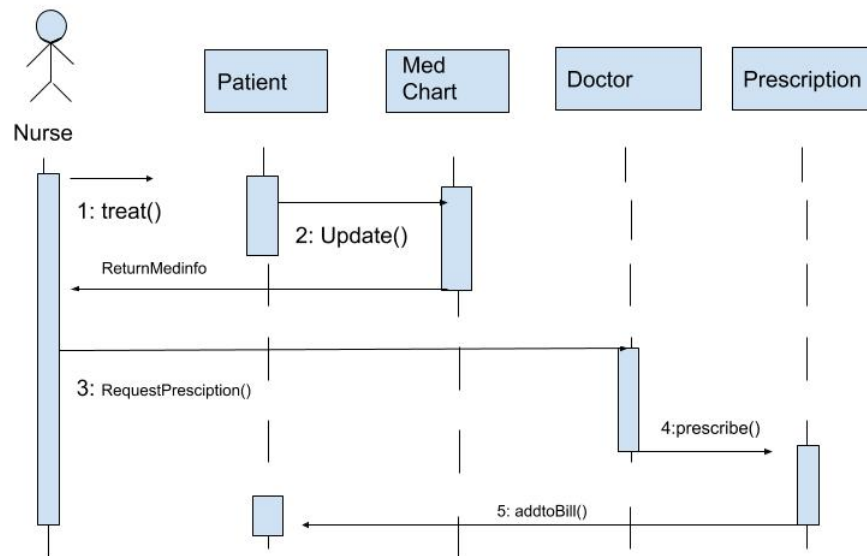 Patient
Med
Chart
Doctor
Prescription
Nurse
1: treat()
2: Update()
ReturnMedinfo
3: RequestPresciption()
4:prescribe()
5: addtoBill()